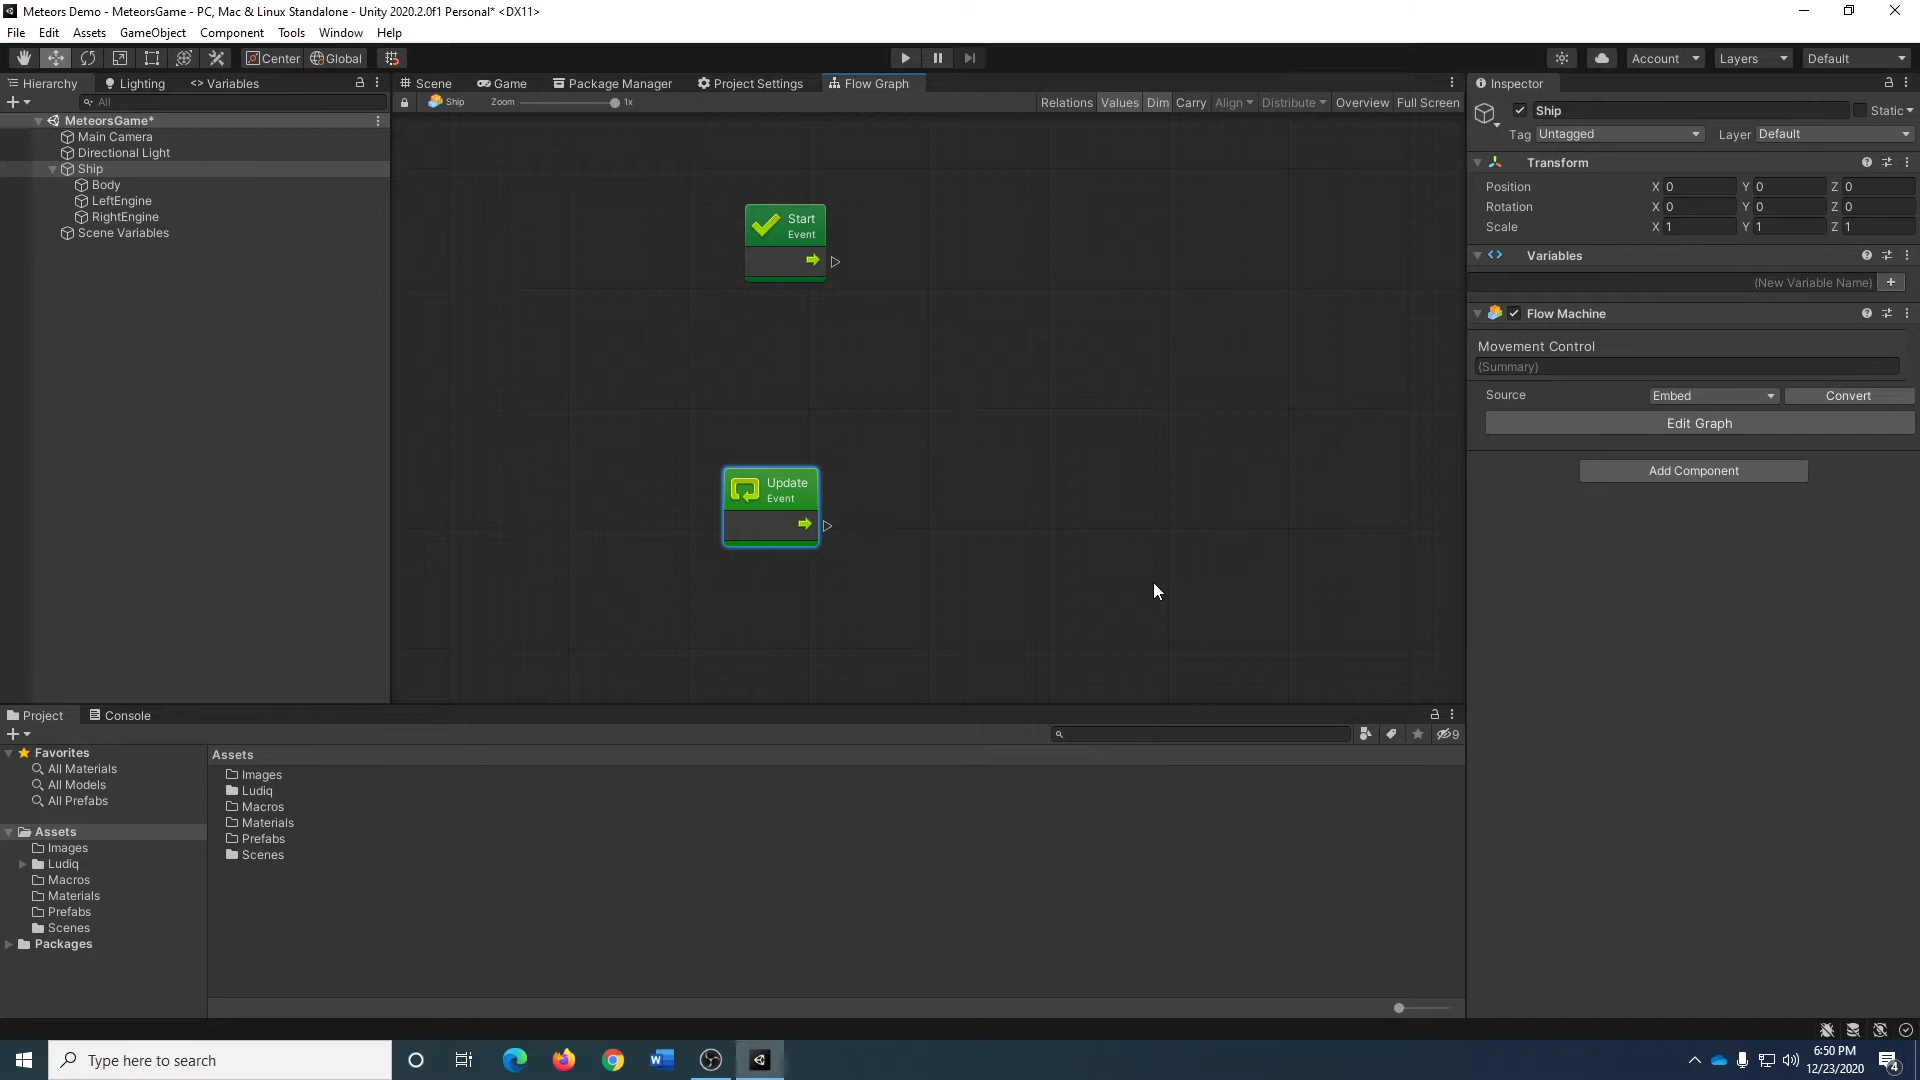 Meteors Demo - MeteorsGame - PC, Mac & Linux Standalone - Unity 2020.2.0f1 Personal* <DX11>
File Edit Assets GameObject Component Tools Window Help
Center Global Account Layers Default
Hierarchy Lighting <> Variables
All
MeteorsGame*
Main Camera
Directional Light
Ship
Body
LeftEngine
RightEngine
Scene Variables
Scene Game Package Manager Project Settings Flow Graph
Ship Zoom 1x Relations Values Dim Carry Align Distribute Overview Full Screen
Start
Event
Update
Event
Inspector
Ship Static
Tag Untagged Layer Default
Transform
Position X 0 Y 0 Z 0
Rotation X 0 Y 0 Z 0
Scale X 1 Y 1 Z 1
Variables
(New Variable Name)
Flow Machine
Movement Control
(Summary)
Source Embed Convert
Edit Graph
Add Component
Project Console
9
Favorites
All Materials
All Models
All Prefabs
Assets
Images
Ludiq
Macros
Materials
Prefabs
Scenes
Packages
Assets
Images
Ludiq
Macros
Materials
Prefabs
Scenes
Type here to search
6:50 PM
12/23/2020
4